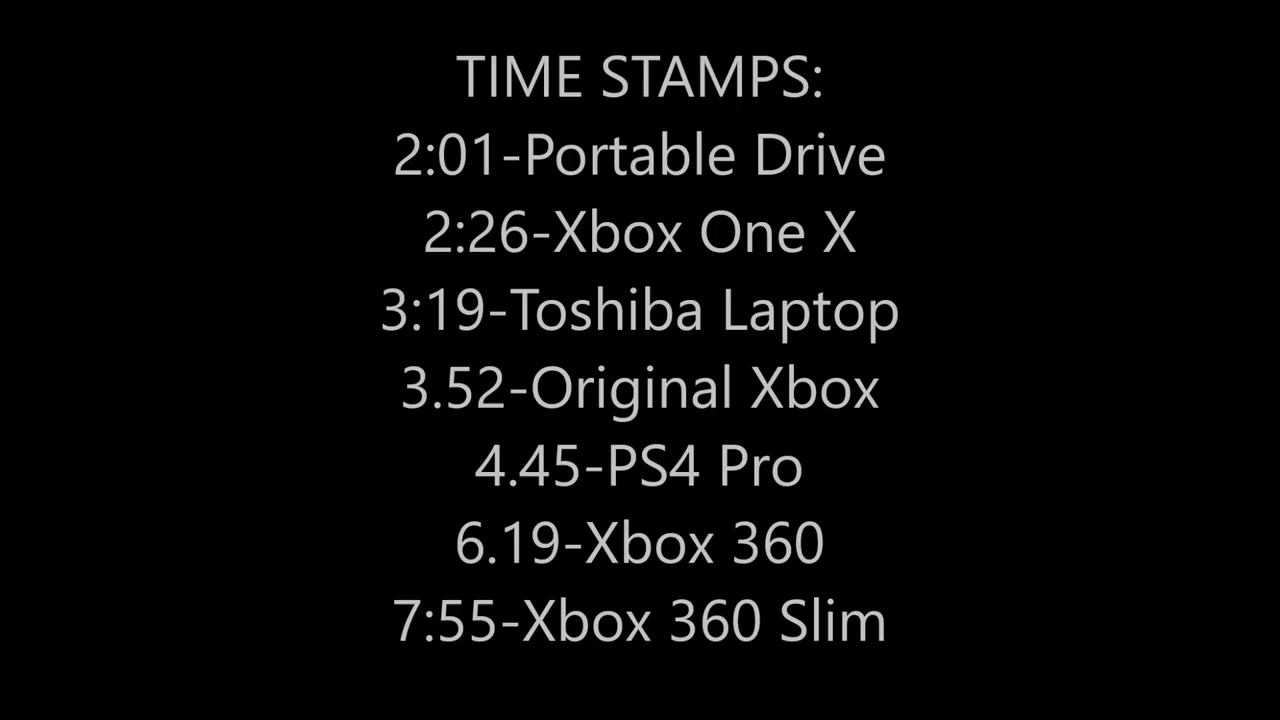 TIME STAMPS:
2:01-Portable Drive
2:26-Xbox One X
3:19-Toshiba Laptop
3.52-Original Xbox
4.45-PS4 Pro
6.19-Xbox 360
7:55-Xbox 360 Slim